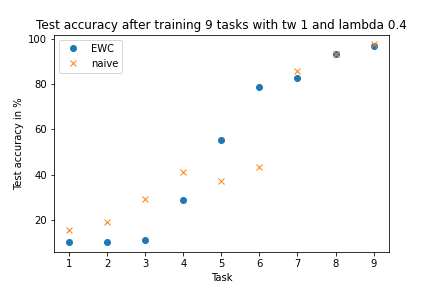 Test accuracy after training 9 tasks with tw 1 and lambda 0.4
EWC
naive
100
80
60
40
20
Test accuracy in %
1 2 3 4 5 6 7 8 9
Task